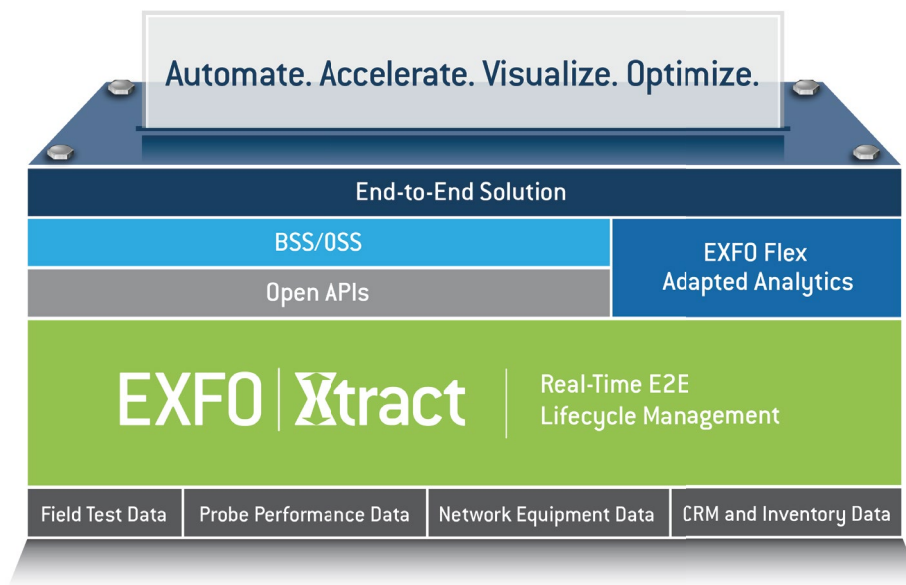 Automate. Accelerate. Visualize. Optimize.
End-to-End Solution
BSS/OSS
Open APIs
EXFO Flex
Adapted Analytics
EXFO Xtract
Real-Time E2E
Lifecycle Management
Field Test Data
Probe Performance Data
Network Equipment Data
CRM and Inventory Data